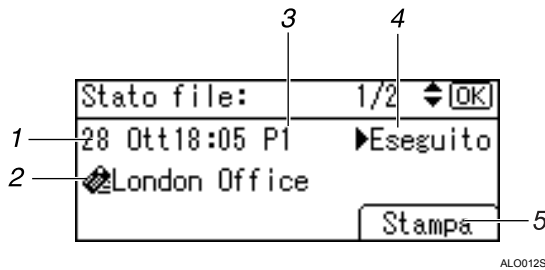 3 4
Stato file: 1/2 OK
1 28 Ott18:05 P1 Eseguito
2 London Office
Stampa 5
ALO012S